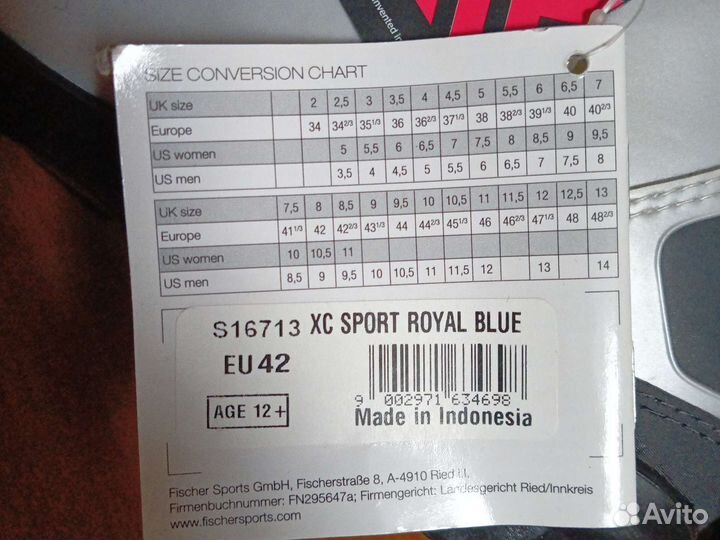 invented in
SIZE CONVERSION CHART
UK size 2 2,5 3 3,5 4 4,5 5 5,5 6 6,5 7
Europe 34 34 2/3 35 1/3 36 36 2/3 37 1/3 38 38 2/3 39 1/3 40 40 2/3
US women 5 5,5 6 6,5 7 7,5 8 8,5 9 9,5
US men 3,5 4 4,5 5 5,5 6 6,5 7 7,5 8
UK size 7,5 8 8,5 9 9,5 10 10,5 11 11,5 12 12,5 13
Europe 41 1/3 42 42 2/3 43 1/3 44 44 2/3 45 1/3 46 46 2/3 47 1/3 48 48 2/3
US women 10 10,5 11
US men 8,5 9 9,5 10 10,5 11 11,5 12 13 14
S16713 XC SPORT ROYAL BLUE
EU 42
AGE 12+
9 002971 634698
Made in Indonesia
Fischer Sports GmbH, Fischerstraße 8, A-4910 Ried i.I.
Firmenbuchnummer: FN295647a; Firmengericht: Landesgericht Ried/Innkreis
www.fischersports.com
Avito